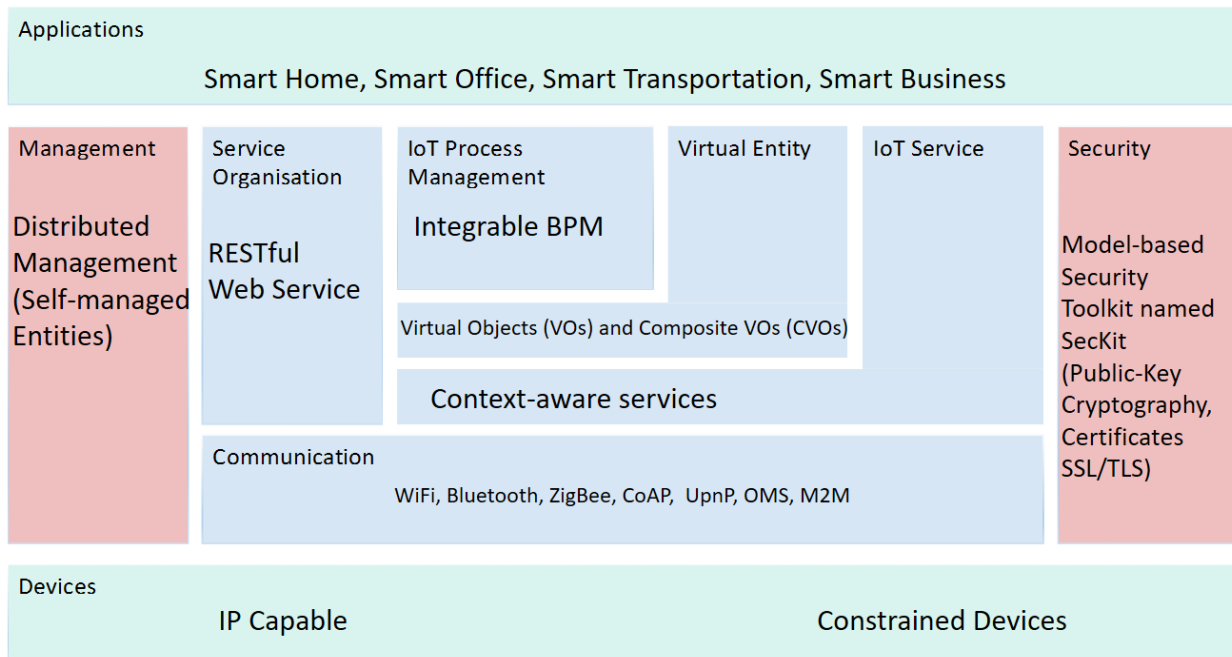 Applications
Smart Home, Smart Office, Smart Transportation, Smart Business
Management
Distributed
Management
(Self-managed
Entities)
Service
Organisation
RESTful
Web Service
IoT Process
Management
Integrable BPM
Virtual Entity
IoT Service
Virtual Objects (VOs) and Composite VOs (CVOs)
Context-aware services
Communication
WiFi, Bluetooth, ZigBee, CoAP, UpnP, OMS, M2M
Security
Model-based
Security
Toolkit named
SecKit
(Public-Key
Cryptography,
Certificates
SSL/TLS)
Devices
IP Capable
Constrained Devices